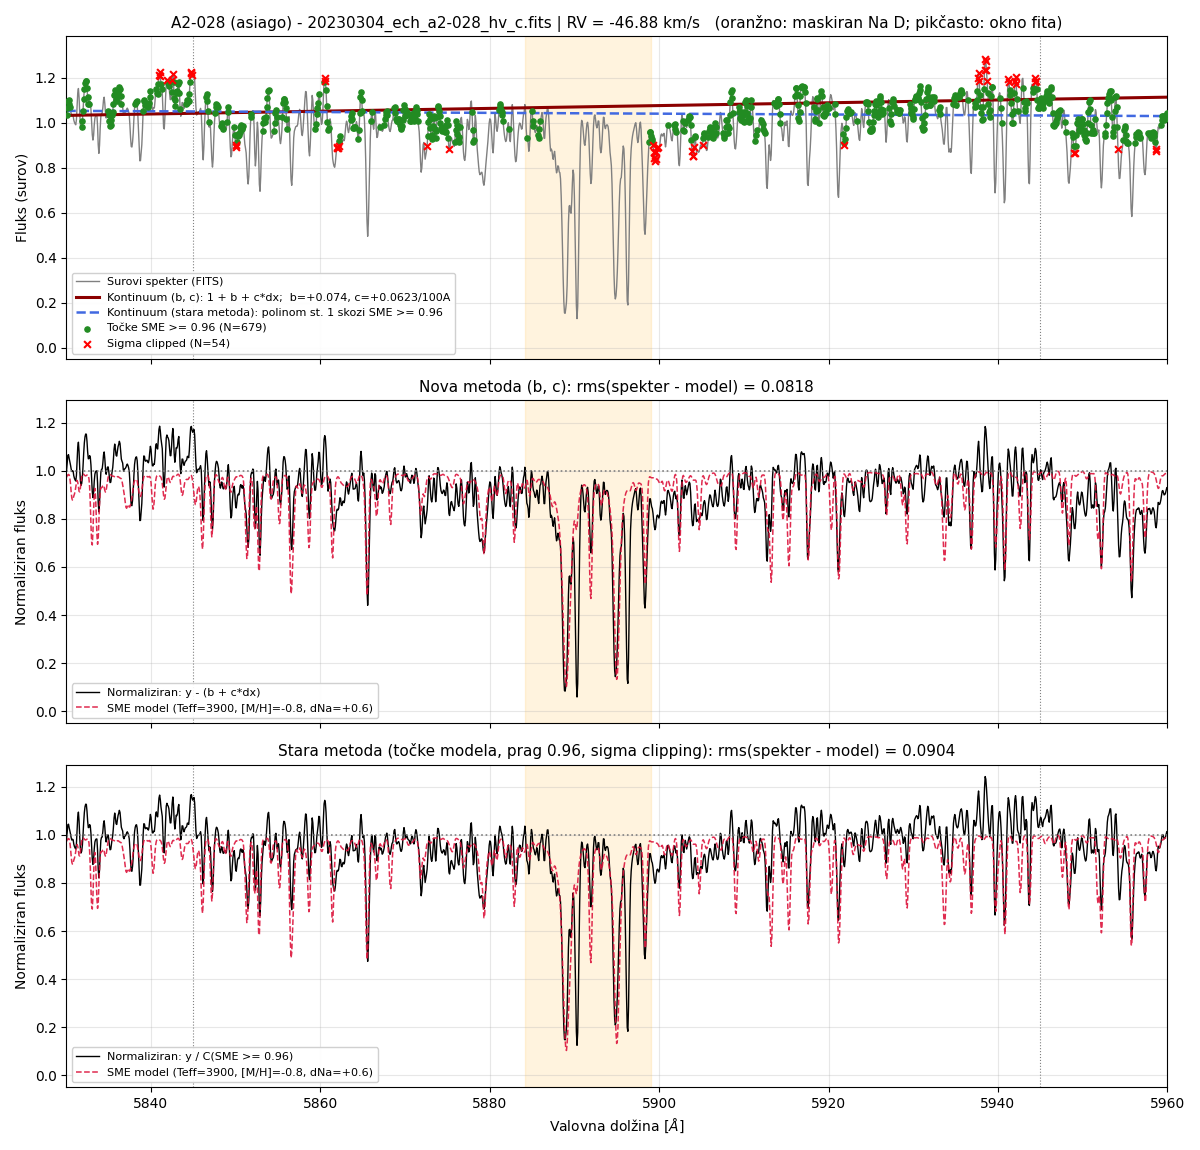 A2-028 (asiago) - 20230304_ech_a2-028_hv_c.fits | RV = -46.88 km/s   (oranžno: maskiran Na D; pikčasto: okno fita)
Fluks (surov)
1.2
1.0
0.8
0.6
0.4
0.2
0.0
Surovi spekter (FITS)
Kontinuum (b, c): 1 + b + c*dx;  b=+0.074, c=+0.0623/100A
Kontinuum (stara metoda): polinom st. 1 skozi SME >= 0.96
Točke SME >= 0.96 (N=679)
Sigma clipped (N=54)
Nova metoda (b, c): rms(spekter - model) = 0.0818
Normaliziran fluks
1.2
1.0
0.8
0.6
0.4
0.2
0.0
Normaliziran: y - (b + c*dx)
SME model (Teff=3900, [M/H]=-0.8, dNa=+0.6)
Stara metoda (točke modela, prag 0.96, sigma clipping): rms(spekter - model) = 0.0904
Normaliziran fluks
1.2
1.0
0.8
0.6
0.4
0.2
0.0
Normaliziran: y / C(SME >= 0.96)
SME model (Teff=3900, [M/H]=-0.8, dNa=+0.6)
5840 5860 5880 5900 5920 5940 5960
Valovna dolžina [Å]